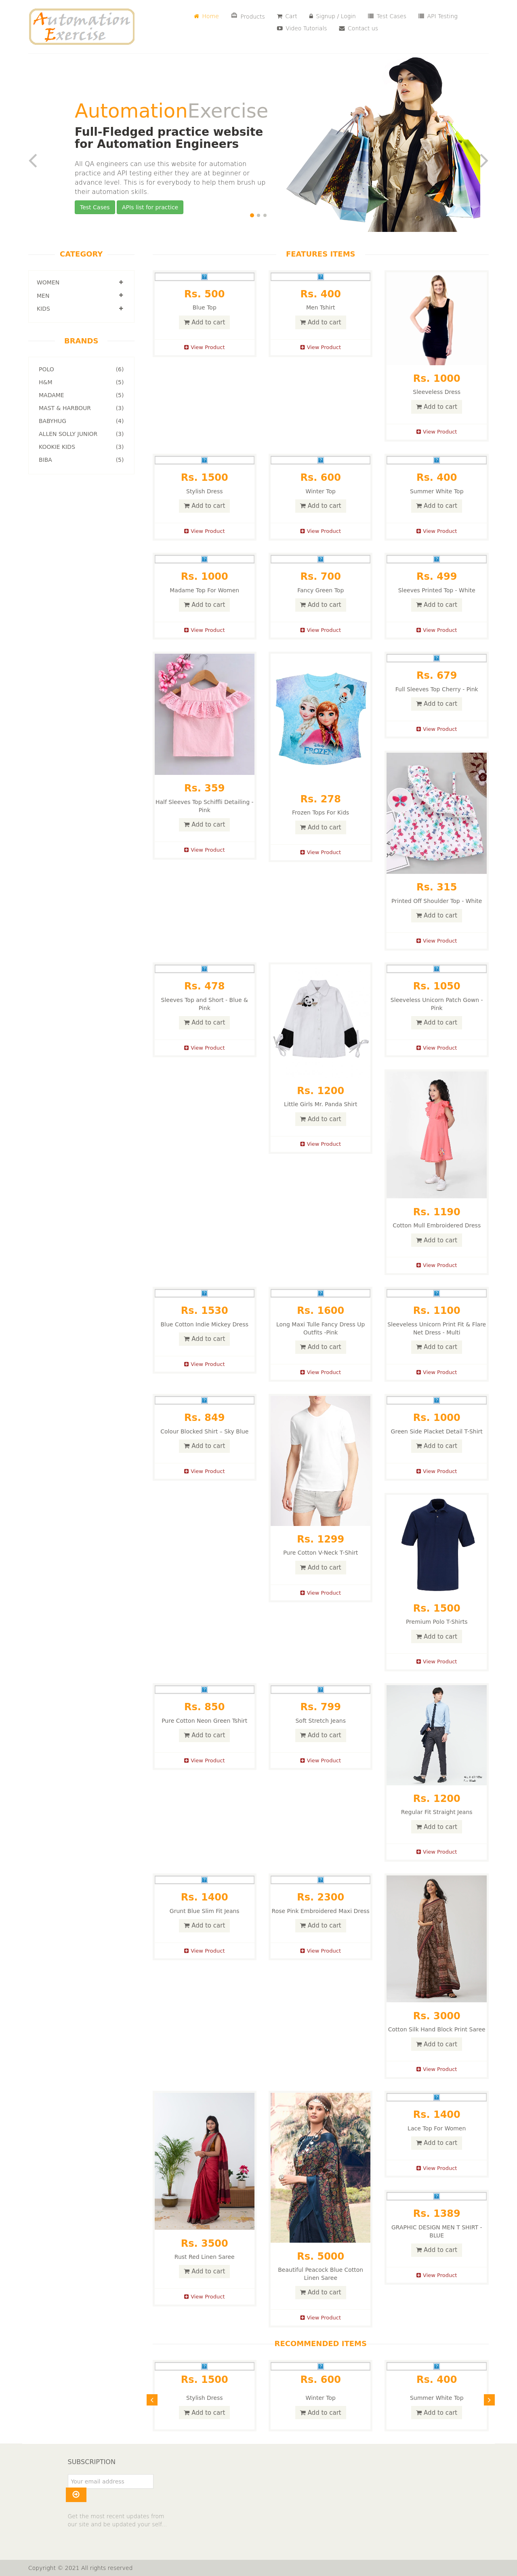 Automation
Exercise
Home
Products
Cart
Signup / Login
Test Cases
API Testing
Video Tutorials
Contact us
AutomationExercise
Full-Fledged practice website
for Automation Engineers
All QA engineers can use this website for automation
practice and API testing either they are at beginner or
advance level. This is for everybody to help them brush up
their automation skills.
Test Cases
APIs list for practice
CATEGORY
WOMEN
MEN
KIDS
BRANDS
POLO (6)
H&M (5)
MADAME (5)
MAST & HARBOUR (3)
BABYHUG (4)
ALLEN SOLLY JUNIOR (3)
KOOKIE KIDS (3)
BIBA (5)
FEATURES ITEMS
Rs. 500
Blue Top
Add to cart
View Product
Rs. 400
Men Tshirt
Add to cart
View Product
Rs. 1000
Sleeveless Dress
Add to cart
View Product
Rs. 1500
Stylish Dress
Add to cart
View Product
Rs. 600
Winter Top
Add to cart
View Product
Rs. 400
Summer White Top
Add to cart
View Product
Rs. 1000
Madame Top For Women
Add to cart
View Product
Rs. 700
Fancy Green Top
Add to cart
View Product
Rs. 499
Sleeves Printed Top - White
Add to cart
View Product
Rs. 359
Half Sleeves Top Schiffli Detailing -
Pink
Add to cart
View Product
FROZEN
Rs. 278
Frozen Tops For Kids
Add to cart
View Product
Rs. 679
Full Sleeves Top Cherry - Pink
Add to cart
View Product
Rs. 315
Printed Off Shoulder Top - White
Add to cart
View Product
Rs. 478
Sleeves Top and Short - Blue &
Pink
Add to cart
View Product
Rs. 1200
Little Girls Mr. Panda Shirt
Add to cart
View Product
Rs. 1050
Sleeveless Unicorn Patch Gown -
Pink
Add to cart
View Product
Rs. 1190
Cotton Mull Embroidered Dress
Add to cart
View Product
Rs. 1530
Blue Cotton Indie Mickey Dress
Add to cart
View Product
Rs. 1600
Long Maxi Tulle Fancy Dress Up
Outfits -Pink
Add to cart
View Product
Rs. 1100
Sleeveless Unicorn Print Fit & Flare
Net Dress - Multi
Add to cart
View Product
Rs. 849
Colour Blocked Shirt – Sky Blue
Add to cart
View Product
Rs. 1299
Pure Cotton V-Neck T-Shirt
Add to cart
View Product
Rs. 1000
Green Side Placket Detail T-Shirt
Add to cart
View Product
Rs. 1500
Premium Polo T-Shirts
Add to cart
View Product
Rs. 850
Pure Cotton Neon Green Tshirt
Add to cart
View Product
Rs. 799
Soft Stretch Jeans
Add to cart
View Product
Rs. 1200
Regular Fit Straight Jeans
Add to cart
View Product
Rs. 1400
Grunt Blue Slim Fit Jeans
Add to cart
View Product
Rs. 2300
Rose Pink Embroidered Maxi Dress
Add to cart
View Product
Rs. 3000
Cotton Silk Hand Block Print Saree
Add to cart
View Product
Rs. 3500
Rust Red Linen Saree
Add to cart
View Product
Rs. 5000
Beautiful Peacock Blue Cotton
Linen Saree
Add to cart
View Product
Rs. 1400
Lace Top For Women
Add to cart
View Product
Rs. 1389
GRAPHIC DESIGN MEN T SHIRT -
BLUE
Add to cart
View Product
RECOMMENDED ITEMS
Rs. 1500
Stylish Dress
Add to cart
Rs. 600
Winter Top
Add to cart
Rs. 400
Summer White Top
Add to cart
SUBSCRIPTION
Your email address
Get the most recent updates from
our site and be updated your self...
Copyright © 2021 All rights reserved